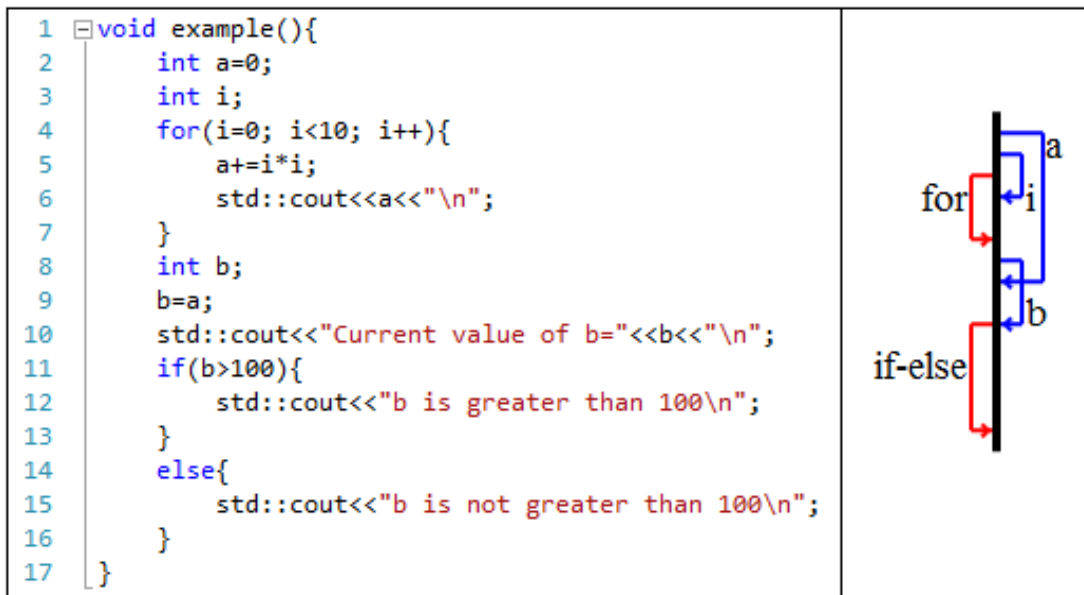 1 void example(){
2 int a=0;
3 int i;
4 for(i=0; i<10; i++){
5 a+=i*i;
6 std::cout<<a<<"\n";
7 }
8 int b;
9 b=a;
10 std::cout<<"Current value of b="<<b<<"\n";
11 if(b>100){
12 std::cout<<"b is greater than 100\n";
13 }
14 else{
15 std::cout<<"b is not greater than 100\n";
16 }
17 }
a
for
i
b
if-else